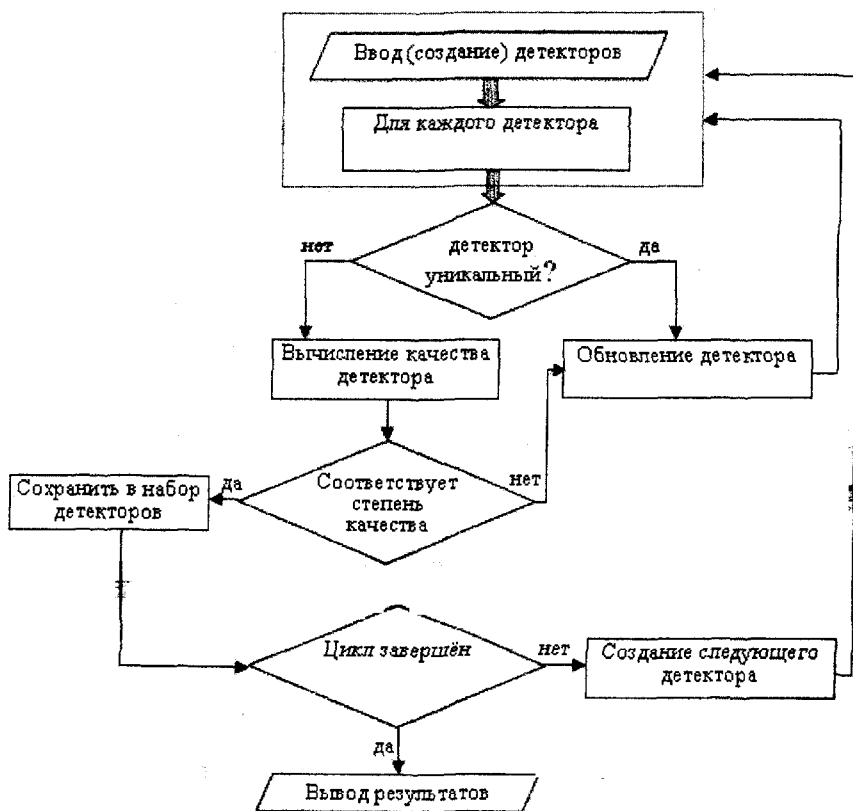 Ввод (создание) детекторов
Для каждого детектора
нет
детектор
уникальный?
да
Вычисление качества
детектора
Обновление детектора
Сохранить в набор
детекторов
да
Соответствует
степень
качества
нет
Цикл завершён
нет
Создание следующего
детектора
да
Вывод результатов